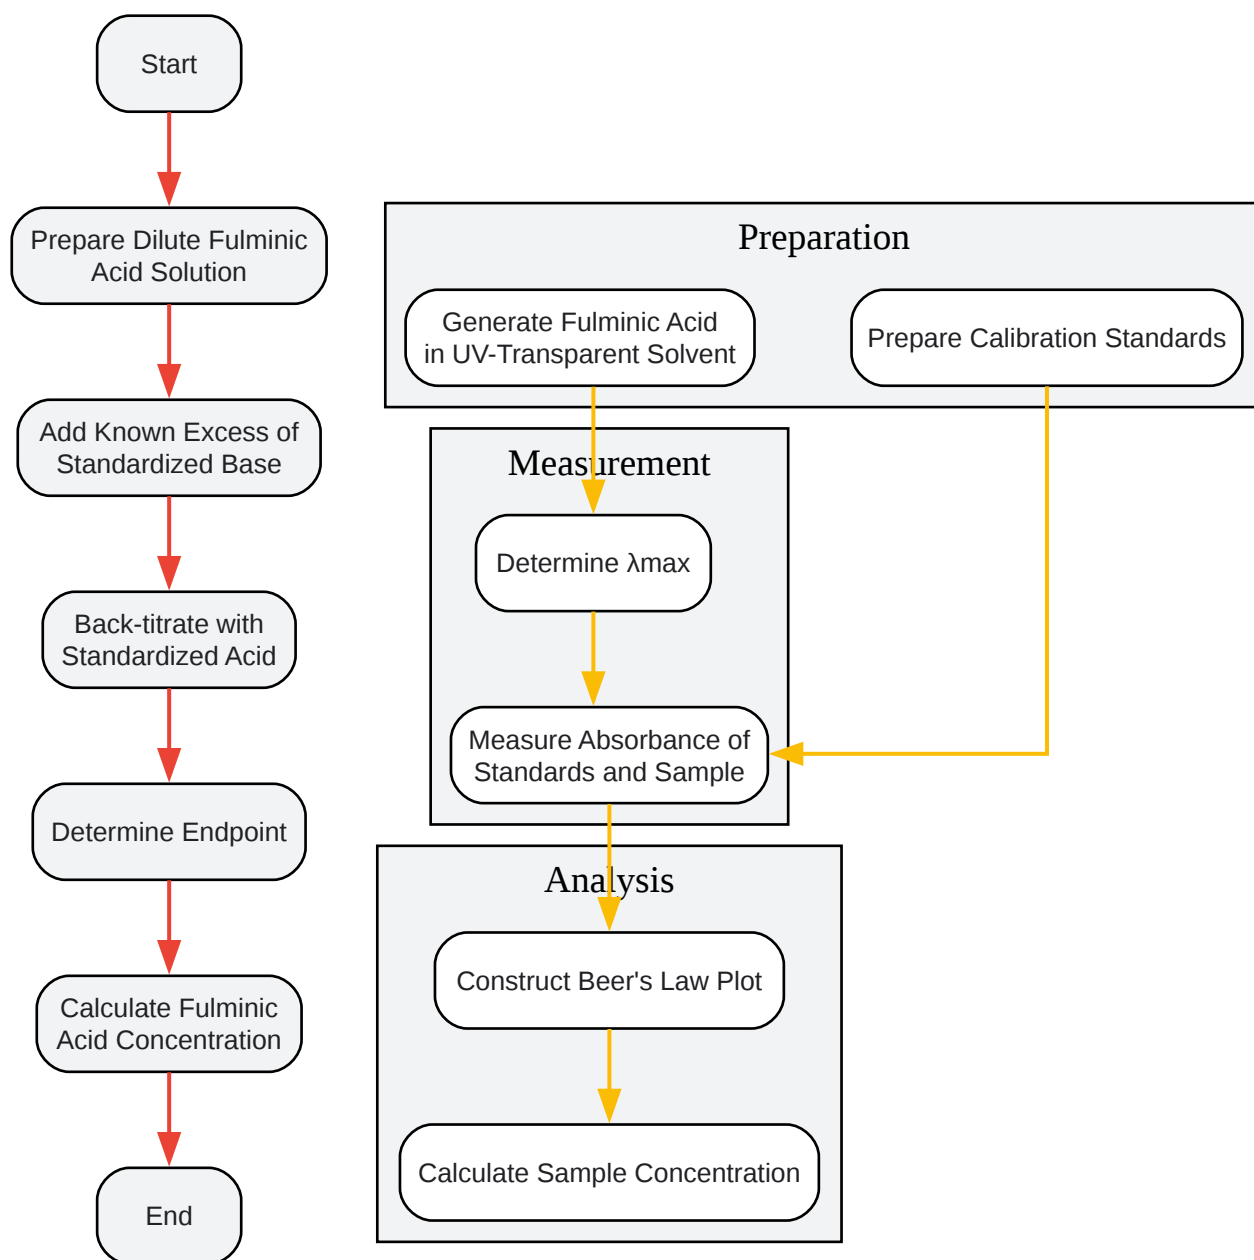 Start
Prepare Dilute Fulminic
Acid Solution
Add Known Excess of
Standardized Base
Back-titrate with
Standardized Acid
Determine Endpoint
Calculate Fulminic
Acid Concentration
End
Preparation
Generate Fulminic Acid
in UV-Transparent Solvent
Prepare Calibration Standards
Measurement
Determine λmax
Measure Absorbance of
Standards and Sample
Analysis
Construct Beer's Law Plot
Calculate Sample Concentration